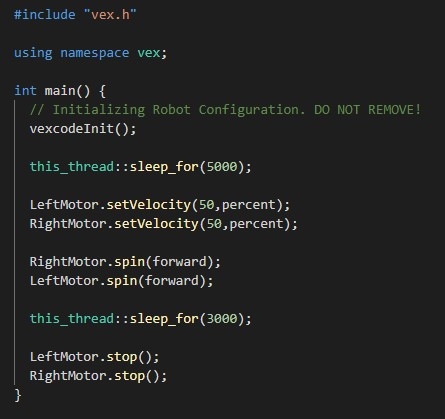 #include "vex.h"
using namespace vex;
int main() {
// Initializing Robot Configuration. DO NOT REMOVE!
vexcodeInit();
this_thread::sleep_for(5000);
LeftMotor.setVelocity(50,percent);
RightMotor.setVelocity(50,percent);
RightMotor.spin(forward);
LeftMotor.spin(forward);
this_thread::sleep_for(3000);
LeftMotor.stop();
RightMotor.stop();
}